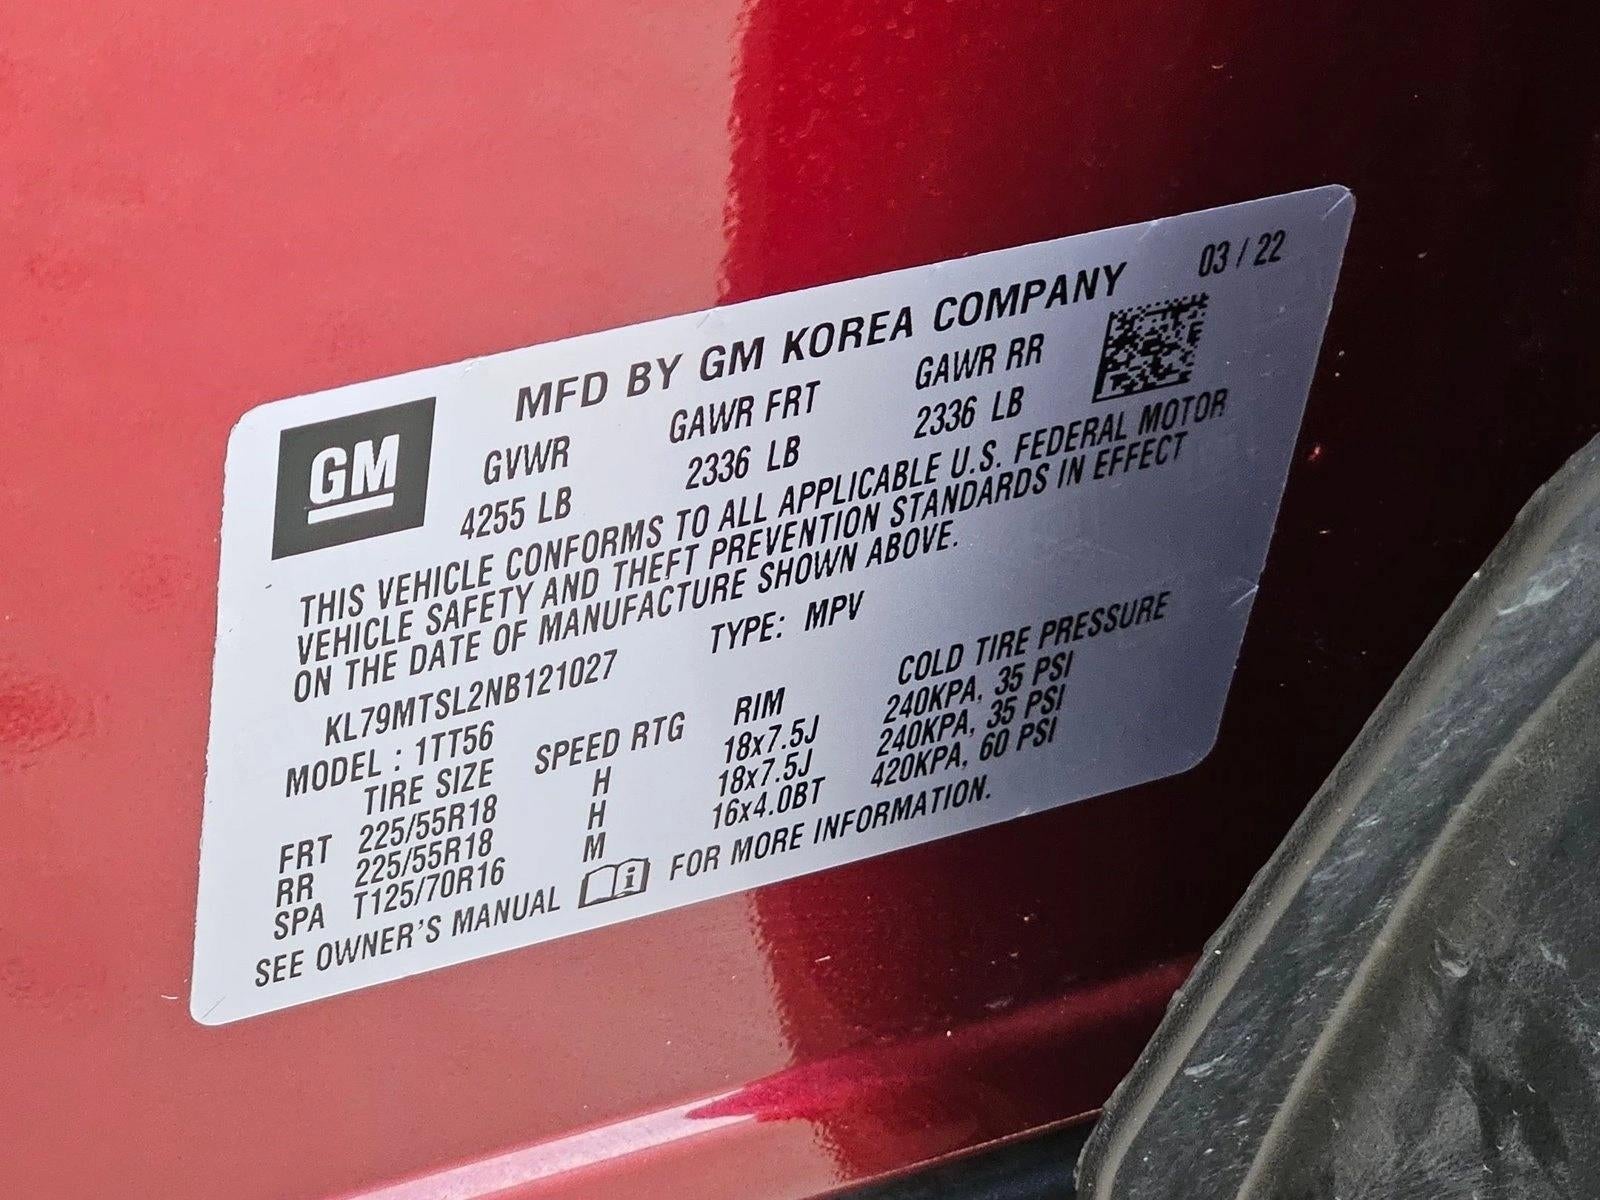 03 / 22
MFD BY GM KOREA COMPANY
GM
GVWR GAWR FRT GAWR RR
4255 LB 2336 LB 2336 LB
THIS VEHICLE CONFORMS TO ALL APPLICABLE U.S. FEDERAL MOTOR
VEHICLE SAFETY AND THEFT PREVENTION STANDARDS IN EFFECT
ON THE DATE OF MANUFACTURE SHOWN ABOVE.
KL79MTSL2NB121027 TYPE: MPV
MODEL : 1TT56
TIRE SIZE SPEED RTG RIM COLD TIRE PRESSURE
FRT 225/55R18 H 18x7.5J 240KPA, 35 PSI
RR 225/55R18 H 18x7.5J 240KPA, 35 PSI
SPA T125/70R16 M 16x4.0BT 420KPA, 60 PSI
SEE OWNER'S MANUAL i FOR MORE INFORMATION.